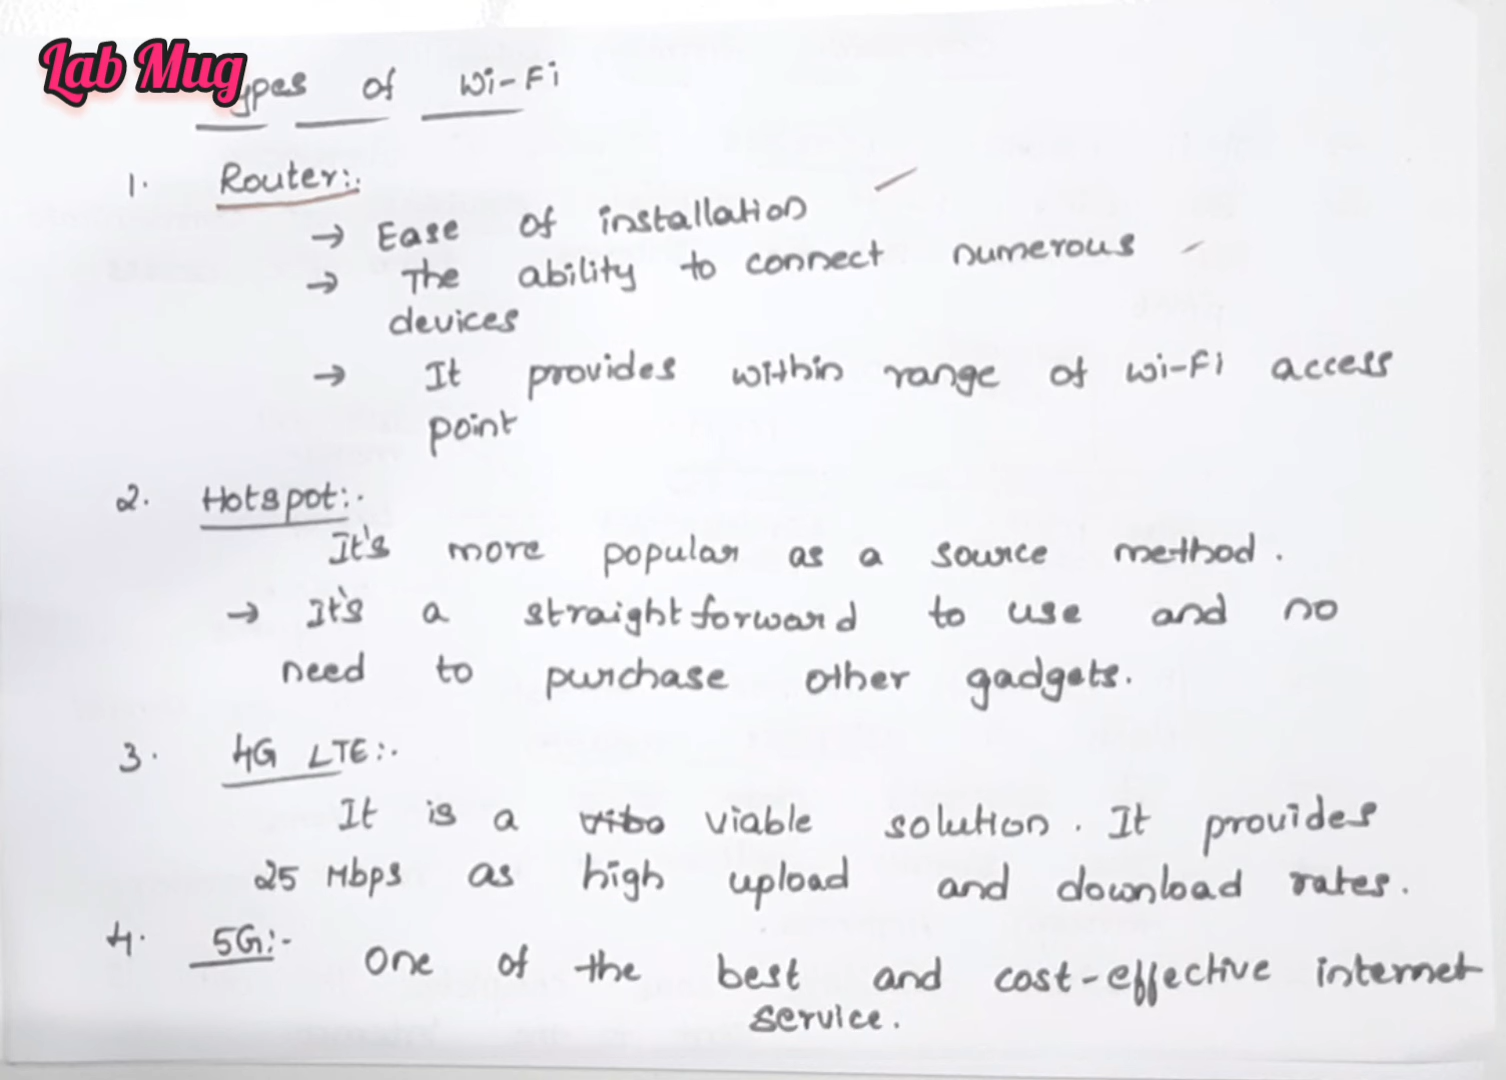 Lab Mug
ypes of Wi-Fi
1. Router:.
→ Ease of installation
→ The ability to connect numerous
devices
→ It provides within range of Wi-Fi access
point
2. Hotspot:.
It's more popular as a source method.
→ It's a straightforward to use and no
need to purchase other gadgets.
3. 4G LTE:.
It is a viable solution. It provides
25 Mbps as high upload and download rates.
4. 5G:- One of the best and cost-effective internet
service.